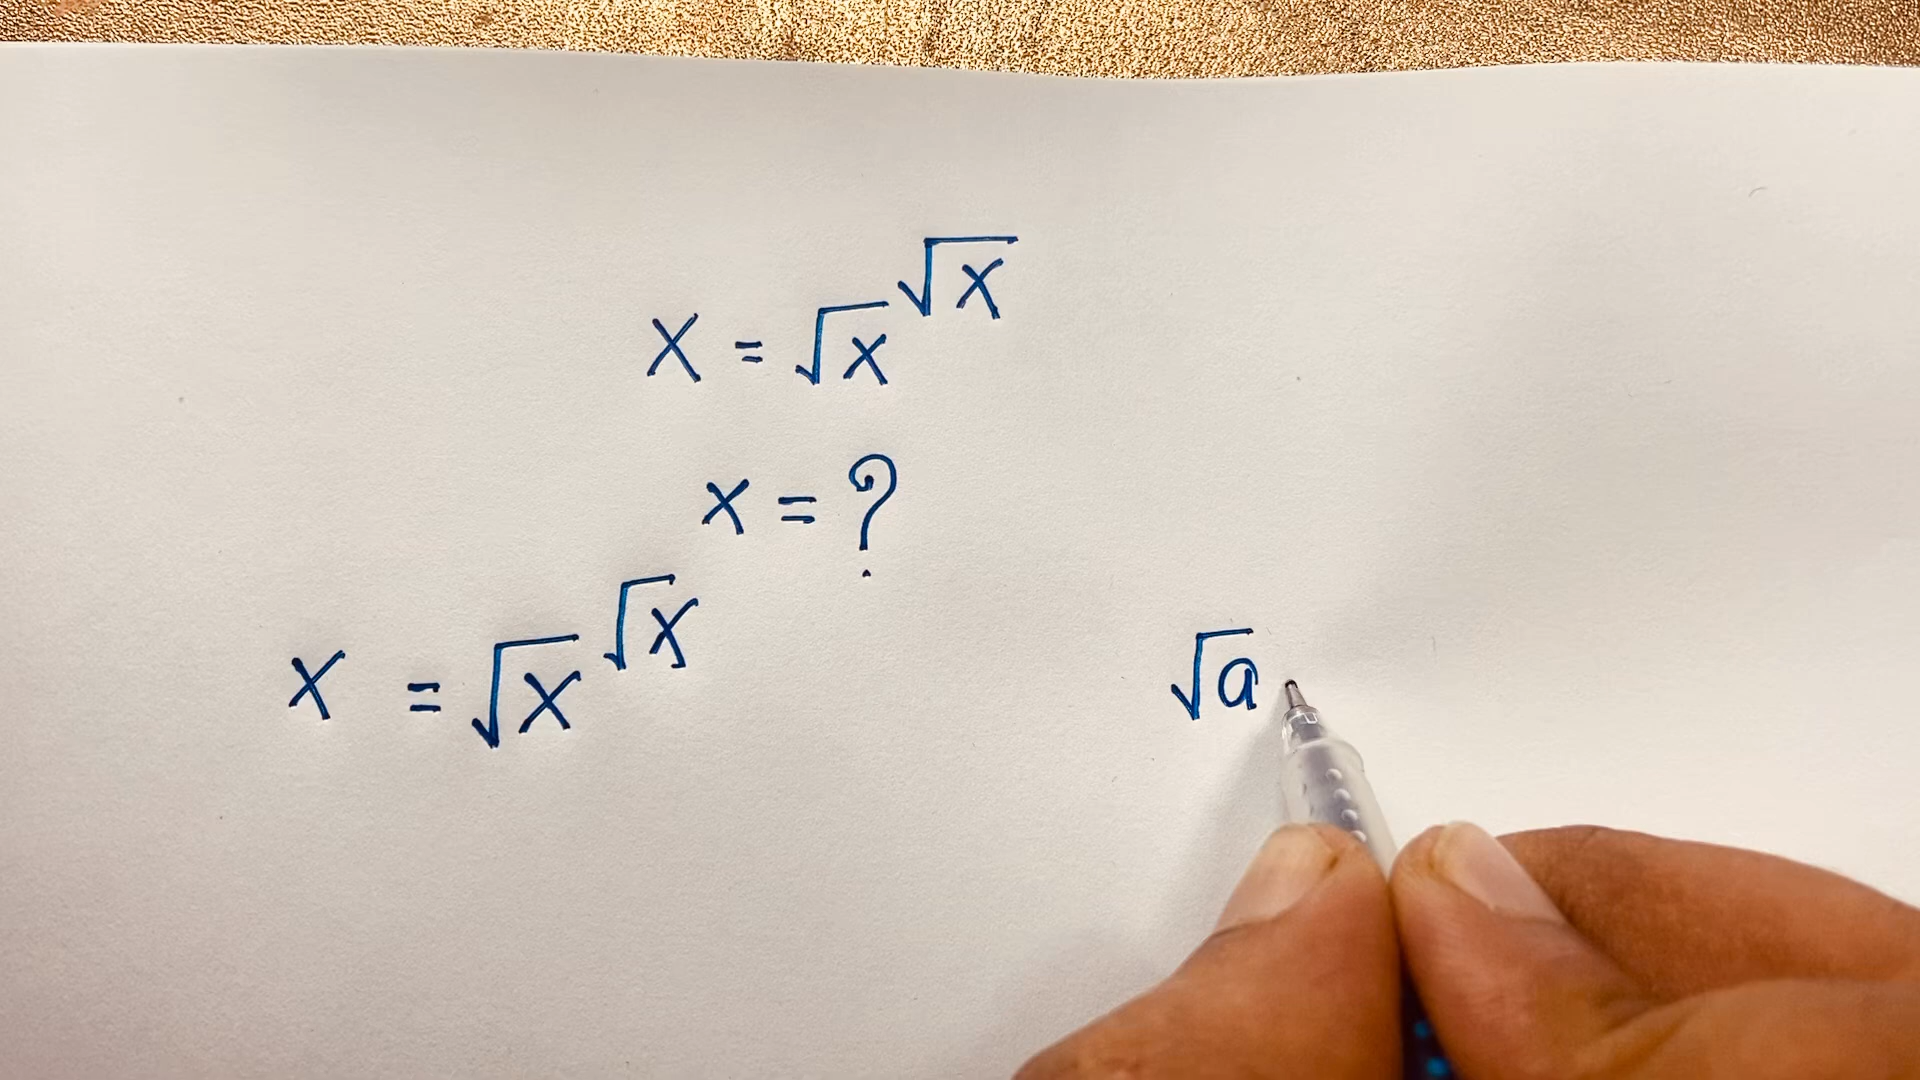 x = √x^√x
x = ?
x = √x^√x
√a